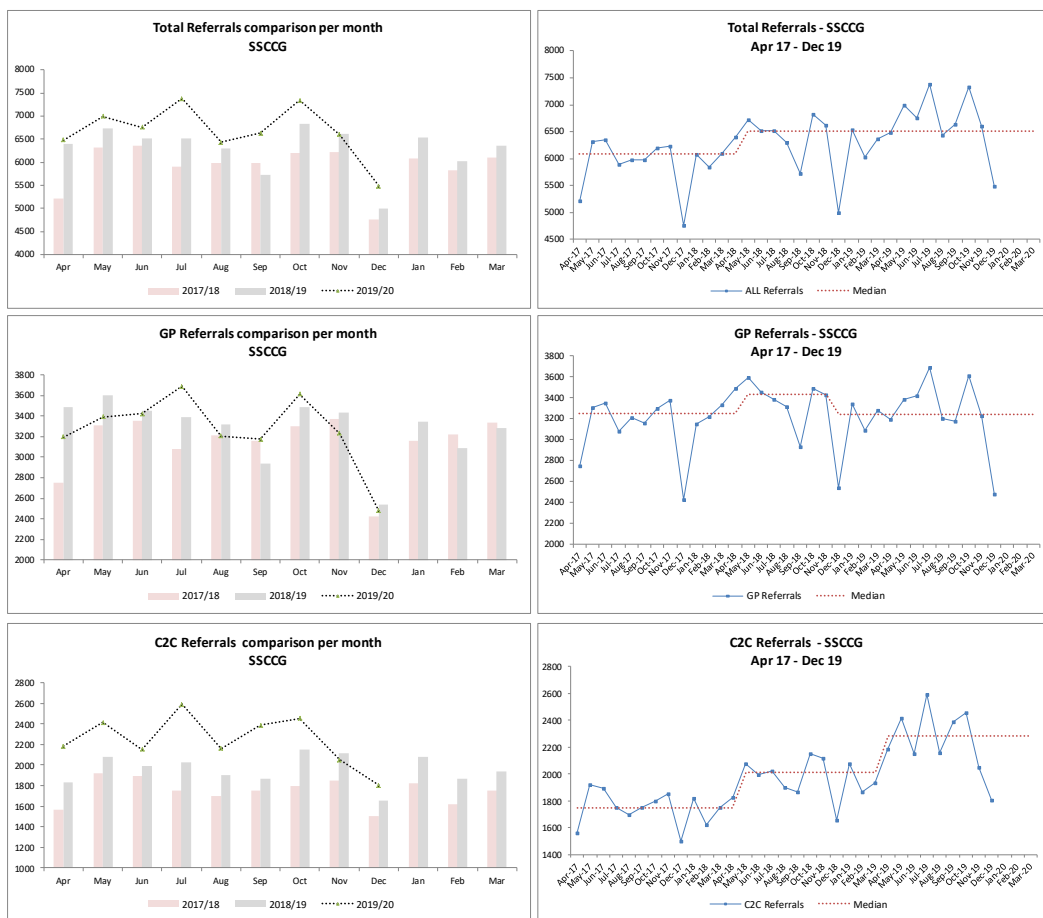 Total Referrals comparison per month
SSCCG
8000
7500
7000
6500
6000
5500
5000
4500
4000
Apr May Jun Jul Aug Sep Oct Nov Dec Jan Feb Mar
2017/18 2018/19 2019/20
Total Referrals - SSCCG
Apr 17 - Dec 19
8000
7500
7000
6500
6000
5500
5000
4500
Apr-17 May-17 Jun-17 Jul-17 Aug-17 Sep-17 Oct-17 Nov-17 Dec-17 Jan-18 Feb-18 Mar-18 Apr-18 May-18 Jun-18 Jul-18 Aug-18 Sep-18 Oct-18 Nov-18 Dec-18 Jan-19 Feb-19 Mar-19 Apr-19 May-19 Jun-19 Jul-19 Aug-19 Sep-19 Oct-19 Nov-19 Dec-19 Jan-20 Feb-20 Mar-20
ALL Referrals Median
GP Referrals comparison per month
SSCCG
3800
3600
3400
3200
3000
2800
2600
2400
2200
2000
Apr May Jun Jul Aug Sep Oct Nov Dec Jan Feb Mar
2017/18 2018/19 2019/20
GP Referrals - SSCCG
Apr 17 - Dec 19
3800
3600
3400
3200
3000
2800
2600
2400
2200
2000
Apr-17 May-17 Jun-17 Jul-17 Aug-17 Sep-17 Oct-17 Nov-17 Dec-17 Jan-18 Feb-18 Mar-18 Apr-18 May-18 Jun-18 Jul-18 Aug-18 Sep-18 Oct-18 Nov-18 Dec-18 Jan-19 Feb-19 Mar-19 Apr-19 May-19 Jun-19 Jul-19 Aug-19 Sep-19 Oct-19 Nov-19 Dec-19 Jan-20 Feb-20 Mar-20
GP Referrals Median
C2C Referrals comparison per month
SSCCG
2800
2600
2400
2200
2000
1800
1600
1400
1200
1000
Apr May Jun Jul Aug Sep Oct Nov Dec Jan Feb Mar
2017/18 2018/19 2019/20
C2C Referrals - SSCCG
Apr 17 - Dec 19
2800
2600
2400
2200
2000
1800
1600
1400
Apr-17 May-17 Jun-17 Jul-17 Aug-17 Sep-17 Oct-17 Nov-17 Dec-17 Jan-18 Feb-18 Mar-18 Apr-18 May-18 Jun-18 Jul-18 Aug-18 Sep-18 Oct-18 Nov-18 Dec-18 Jan-19 Feb-19 Mar-19 Apr-19 May-19 Jun-19 Jul-19 Aug-19 Sep-19 Oct-19 Nov-19 Dec-19 Jan-20 Feb-20 Mar-20
C2C Referrals Median